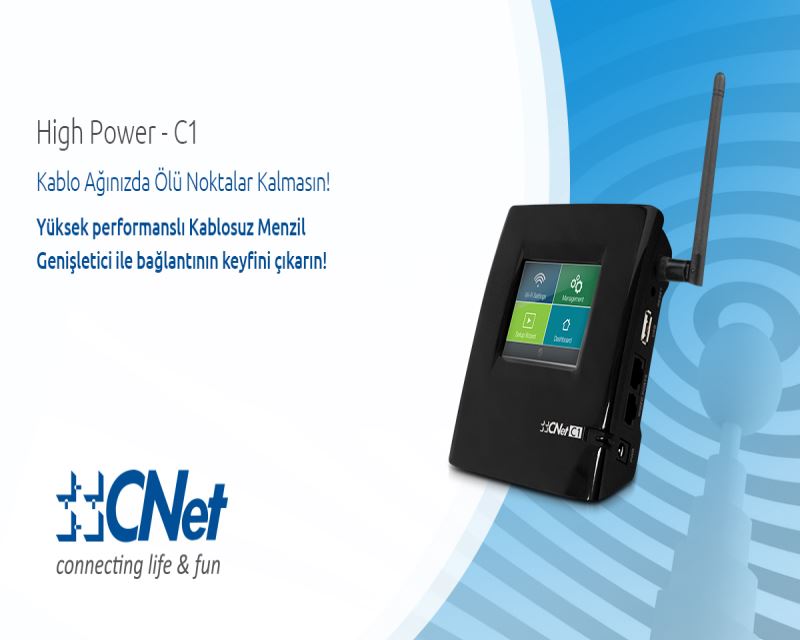 High Power - C1
Kablo Ağınızda Ölü Noktalar Kalmasın!
Yüksek performanslı Kablosuz Menzil
Genişletici ile bağlantının keyfini çıkarın!
Wi-Fi Settings
Management
Setup Wizard
Dashboard
CNet C1
CNet
connecting life & fun